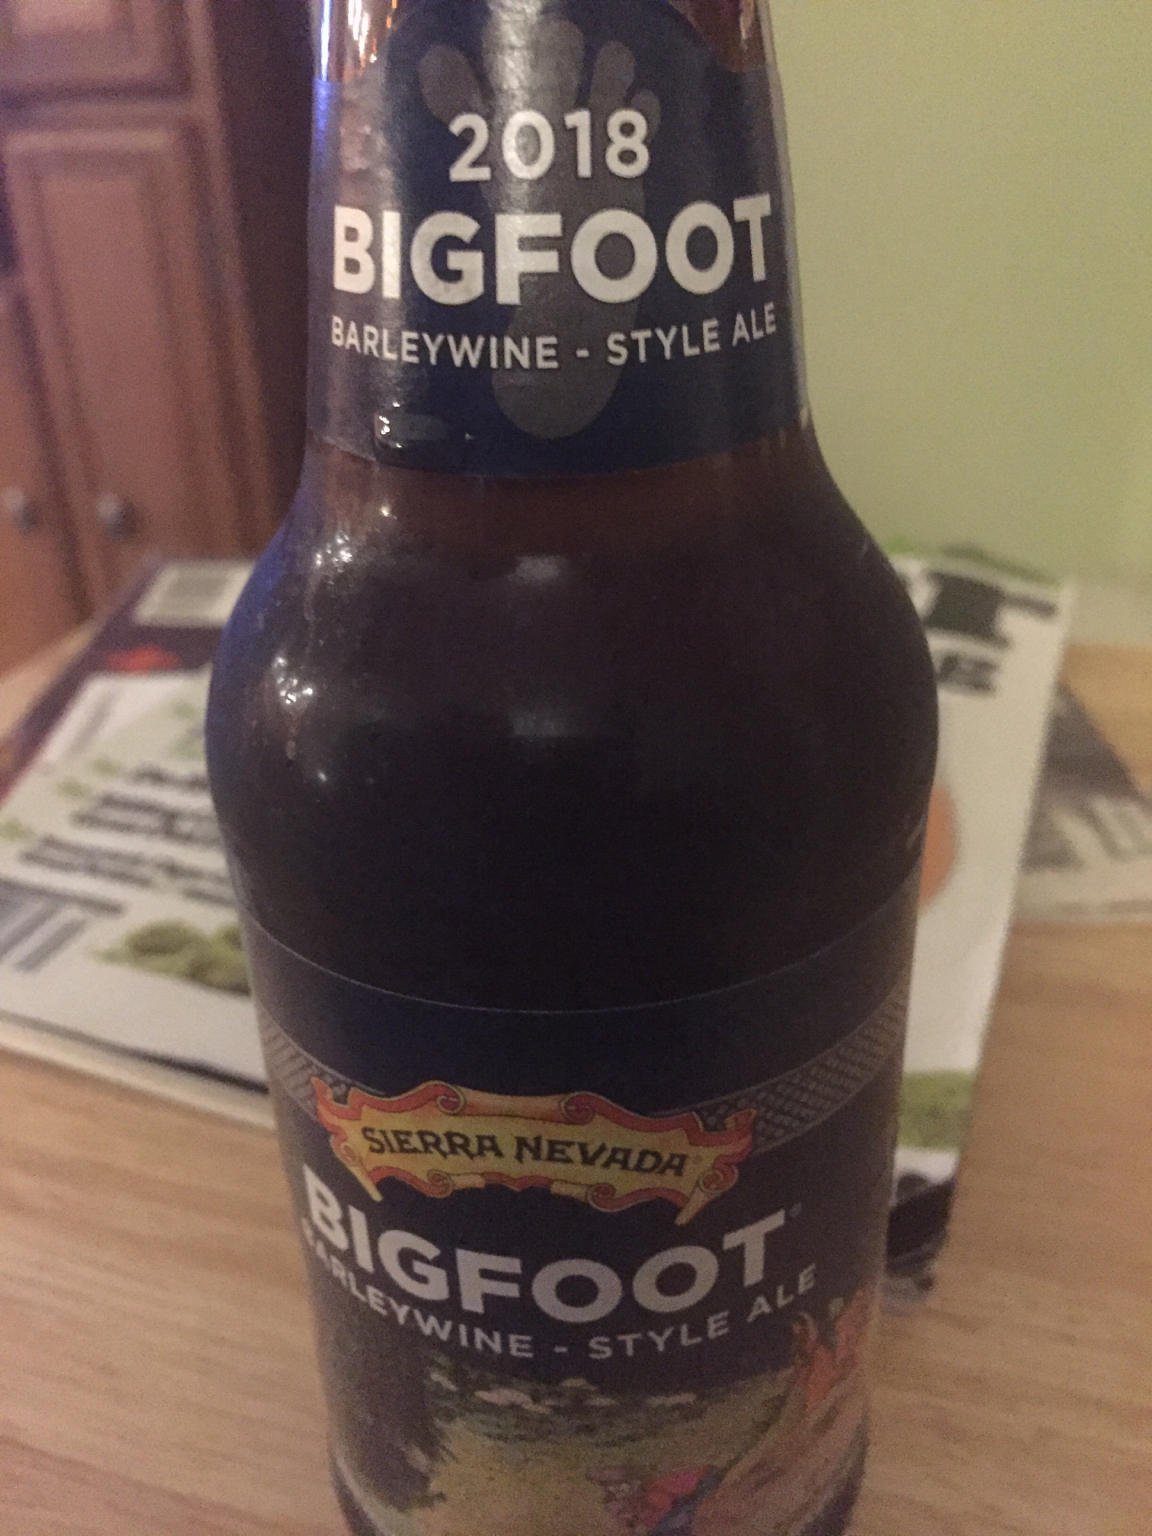 2018
BIGFOOT
BARLEYWINE - STYLE ALE
SIERRA NEVADA
BIGFOOT®
BARLEYWINE - STYLE ALE